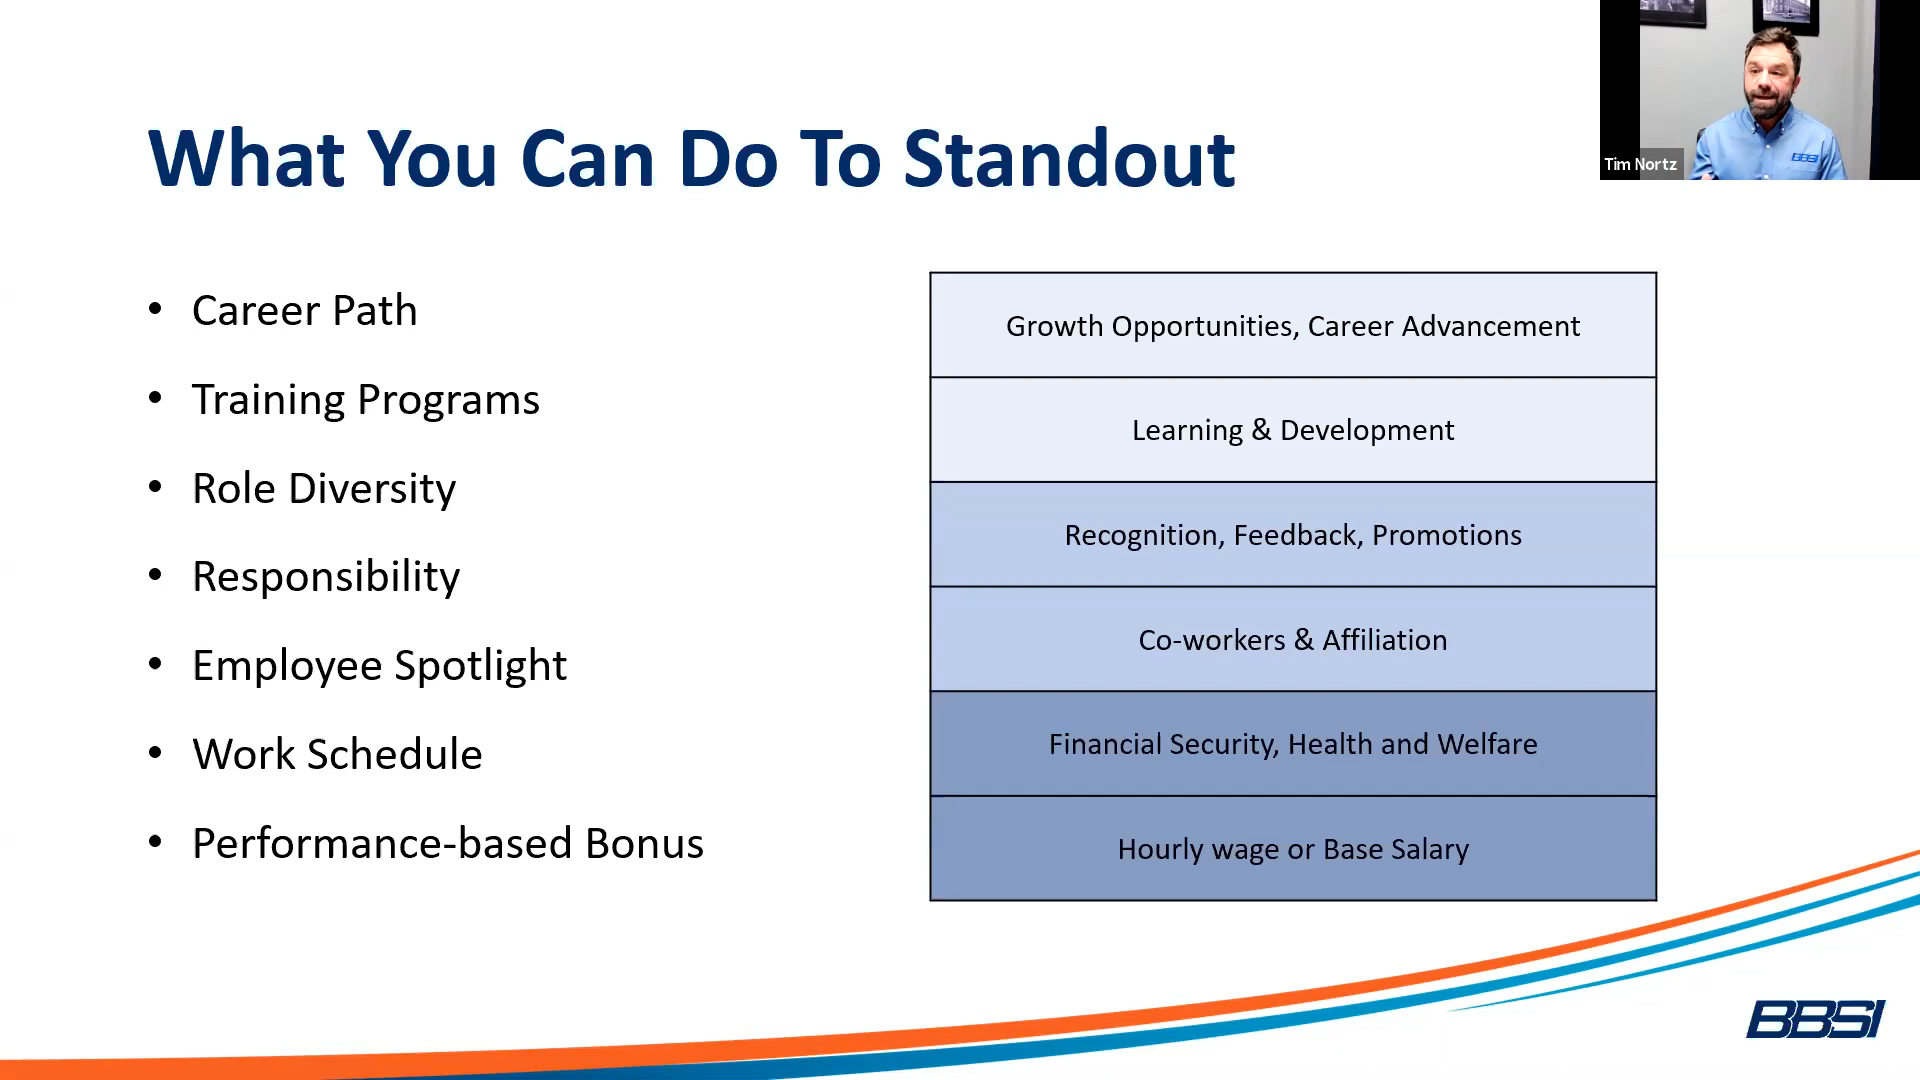 What You Can Do To Standout
Tim Nortz
BBSI
• Career Path
• Training Programs
• Role Diversity
• Responsibility
• Employee Spotlight
• Work Schedule
• Performance-based Bonus
Growth Opportunities, Career Advancement
Learning & Development
Recognition, Feedback, Promotions
Co-workers & Affiliation
Financial Security, Health and Welfare
Hourly wage or Base Salary
BBSI